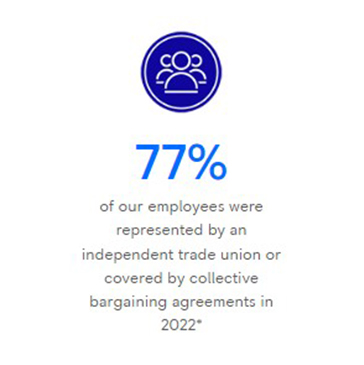 77%
of our employees were
represented by an
independent trade union or
covered by collective
bargaining agreements in
2022*